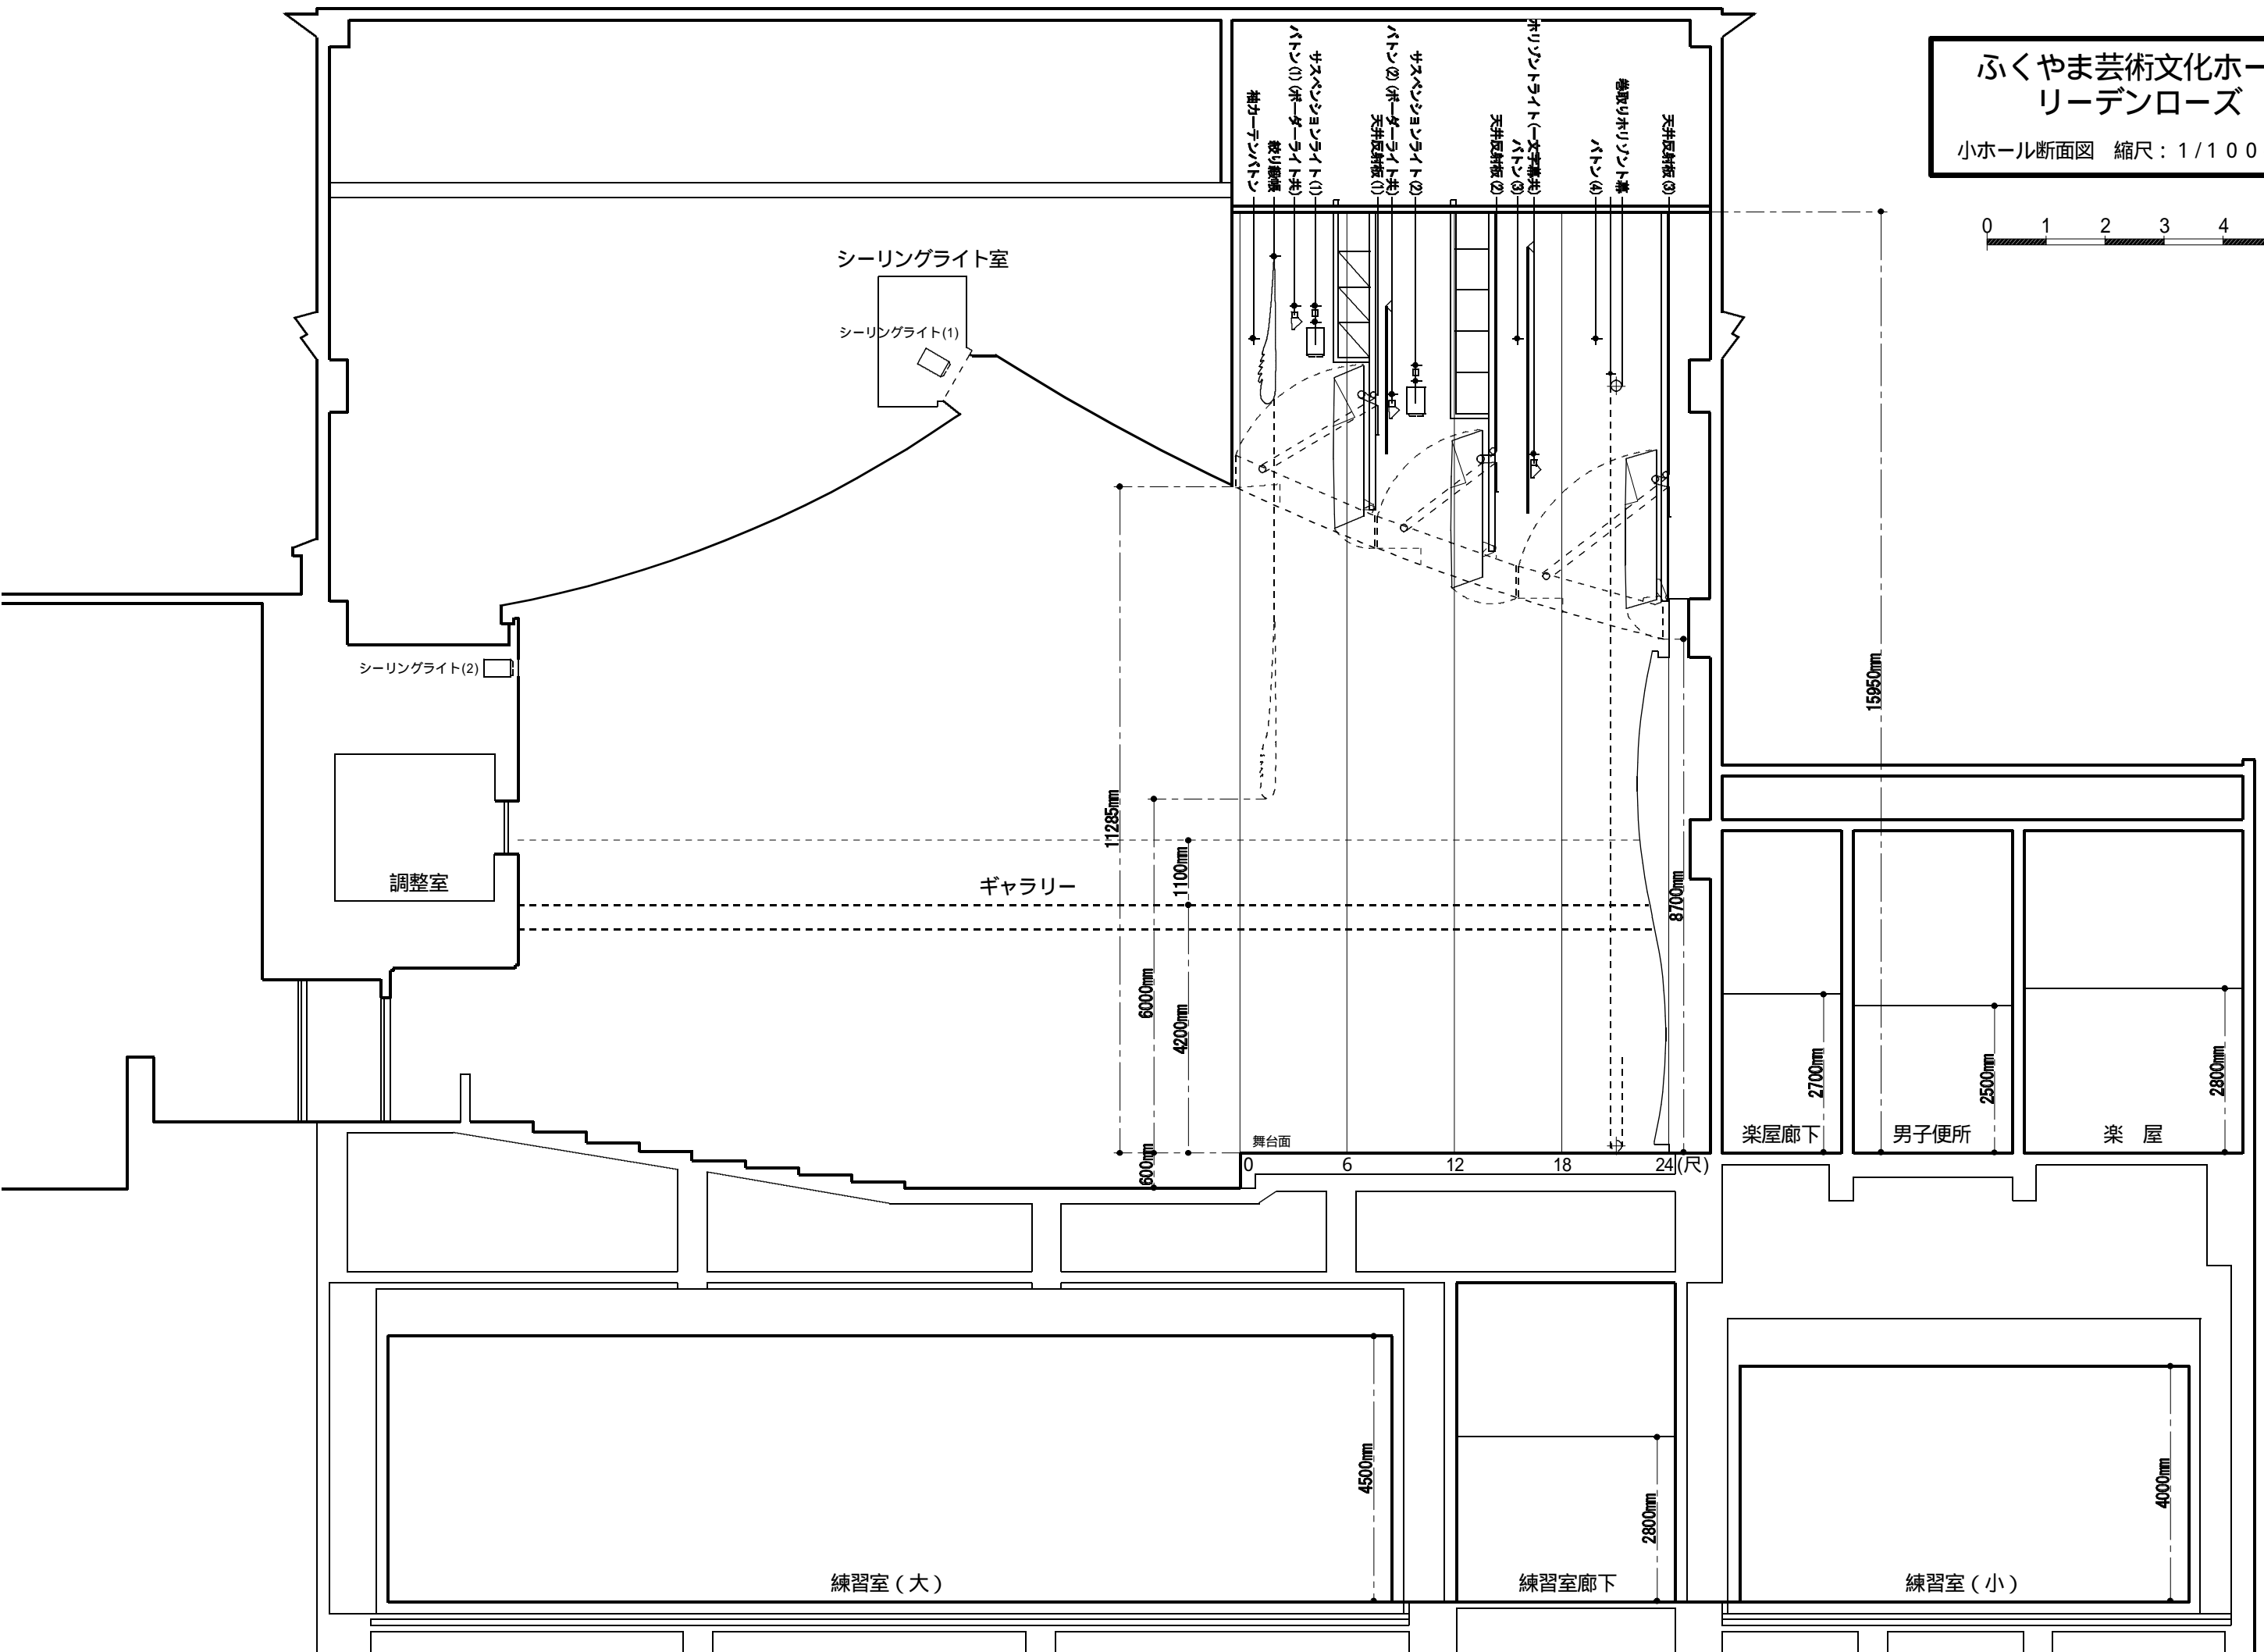 ふくやま芸術文化ホー
リーデンローズ
小ホール断面図 縮尺：1/100
0 1 2 3 4
袖カーテンバトン
絞り緞帳
バトン(1)(ボーダーライト共)
サスペンションライト(1)
天井反射板(1)
バトン(2)(ボーダーライト共)
サスペンションライト(2)
天井反射板(2)
バトン(3)
ホリゾントライト(一文字幕共)
バトン(4)
巻取りホリゾント幕
天井反射板(3)
シーリングライト室
シーリングライト(1)
シーリングライト(2)
15950mm
11285mm
1100mm
調整室
ギャラリー
8700mm
6000mm
4200mm
2700mm
2500mm
2800mm
楽屋廊下
男子便所
楽 屋
舞台面
600mm
0 6 12 18 24(尺)
4500mm
2800mm
4000mm
練習室（大）
練習室廊下
練習室（小）